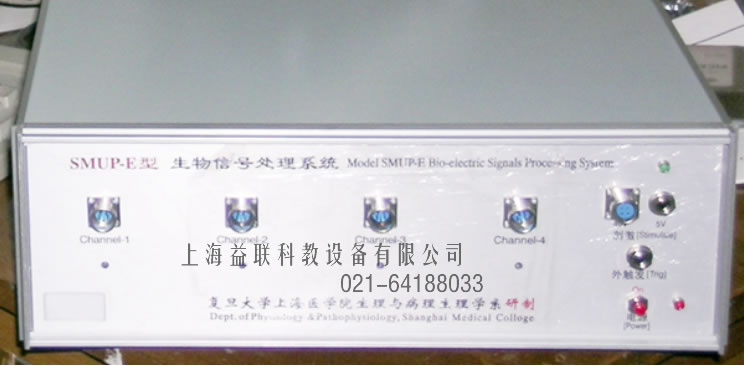 SMUP-E型 生物信号处理系统 Model SMUP-E Bio-electric Signals Processing System
Channel-1 Channel-2 Channel-3 Channel-4
5V
刺激[Stimulate]
上海益联科教设备有限公司
外触发[Trig]
021-64188033
On
复旦大学上海医学院生理与病理生理学系研制
Dept. of Physiology & Pathophysiology, Shanghai Medical Colloge
电源
[Power]